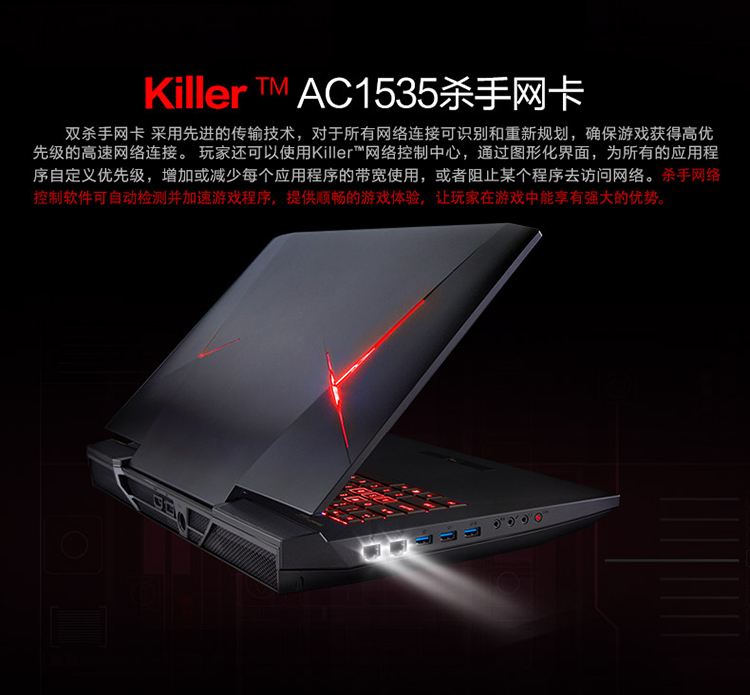 Killer ™ AC1535杀手网卡
双杀手网卡 采用先进的传输技术，对于所有网络连接可识别和重新规划，确保游戏获得高优
先级的高速网络连接。 玩家还可以使用Killer™网络控制中心，通过图形化界面，为所有的应用程
序自定义优先级，增加或减少每个应用程序的带宽使用，或者阻止某个程序去访问网络。杀手网络
控制软件可自动检测并加速游戏程序，提供顺畅的游戏体验，让玩家在游戏中能享有强大的优势。